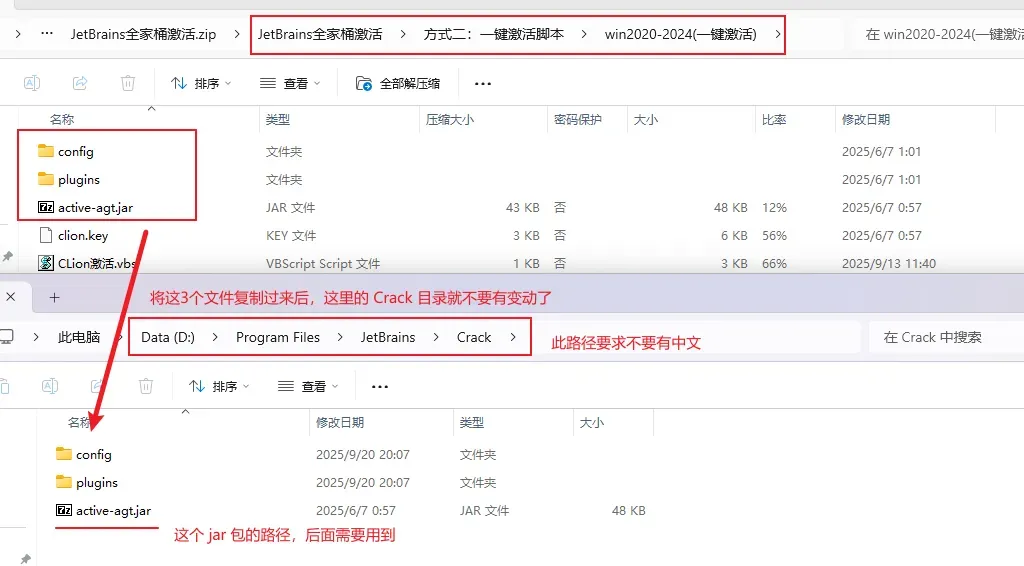 … JetBrains全家桶激活.zip JetBrains全家桶激活 方式二：一键激活脚本 win2020-2024(一键激活) 在 win2020-2024(一键激活
排序 查看 全部解压缩 …
名称 类型 压缩大小 密码保护 大小 比率 修改日期
config 文件夹 2025/6/7 1:01
plugins 文件夹 2025/6/7 1:01
7z active-agt.jar JAR 文件 43 KB 否 48 KB 12% 2025/6/7 0:57
clion.key KEY 文件 3 KB 否 6 KB 56% 2025/6/7 0:57
CLion激活.vbs VBScript Script 文件 1 KB 否 3 KB 66% 2025/9/13 11:40
将这3个文件复制过来后，这里的 Crack 目录就不要有变动了
此电脑 Data (D:) Program Files JetBrains Crack 此路径要求不要有中文 在 Crack 中搜索
排序 查看 …
名称 修改日期 类型 大小
config 2025/9/20 20:07 文件夹
plugins 2025/9/20 20:07 文件夹
7z active-agt.jar 2025/6/7 0:57 JAR 文件 48 KB
这个 jar 包的路径，后面需要用到